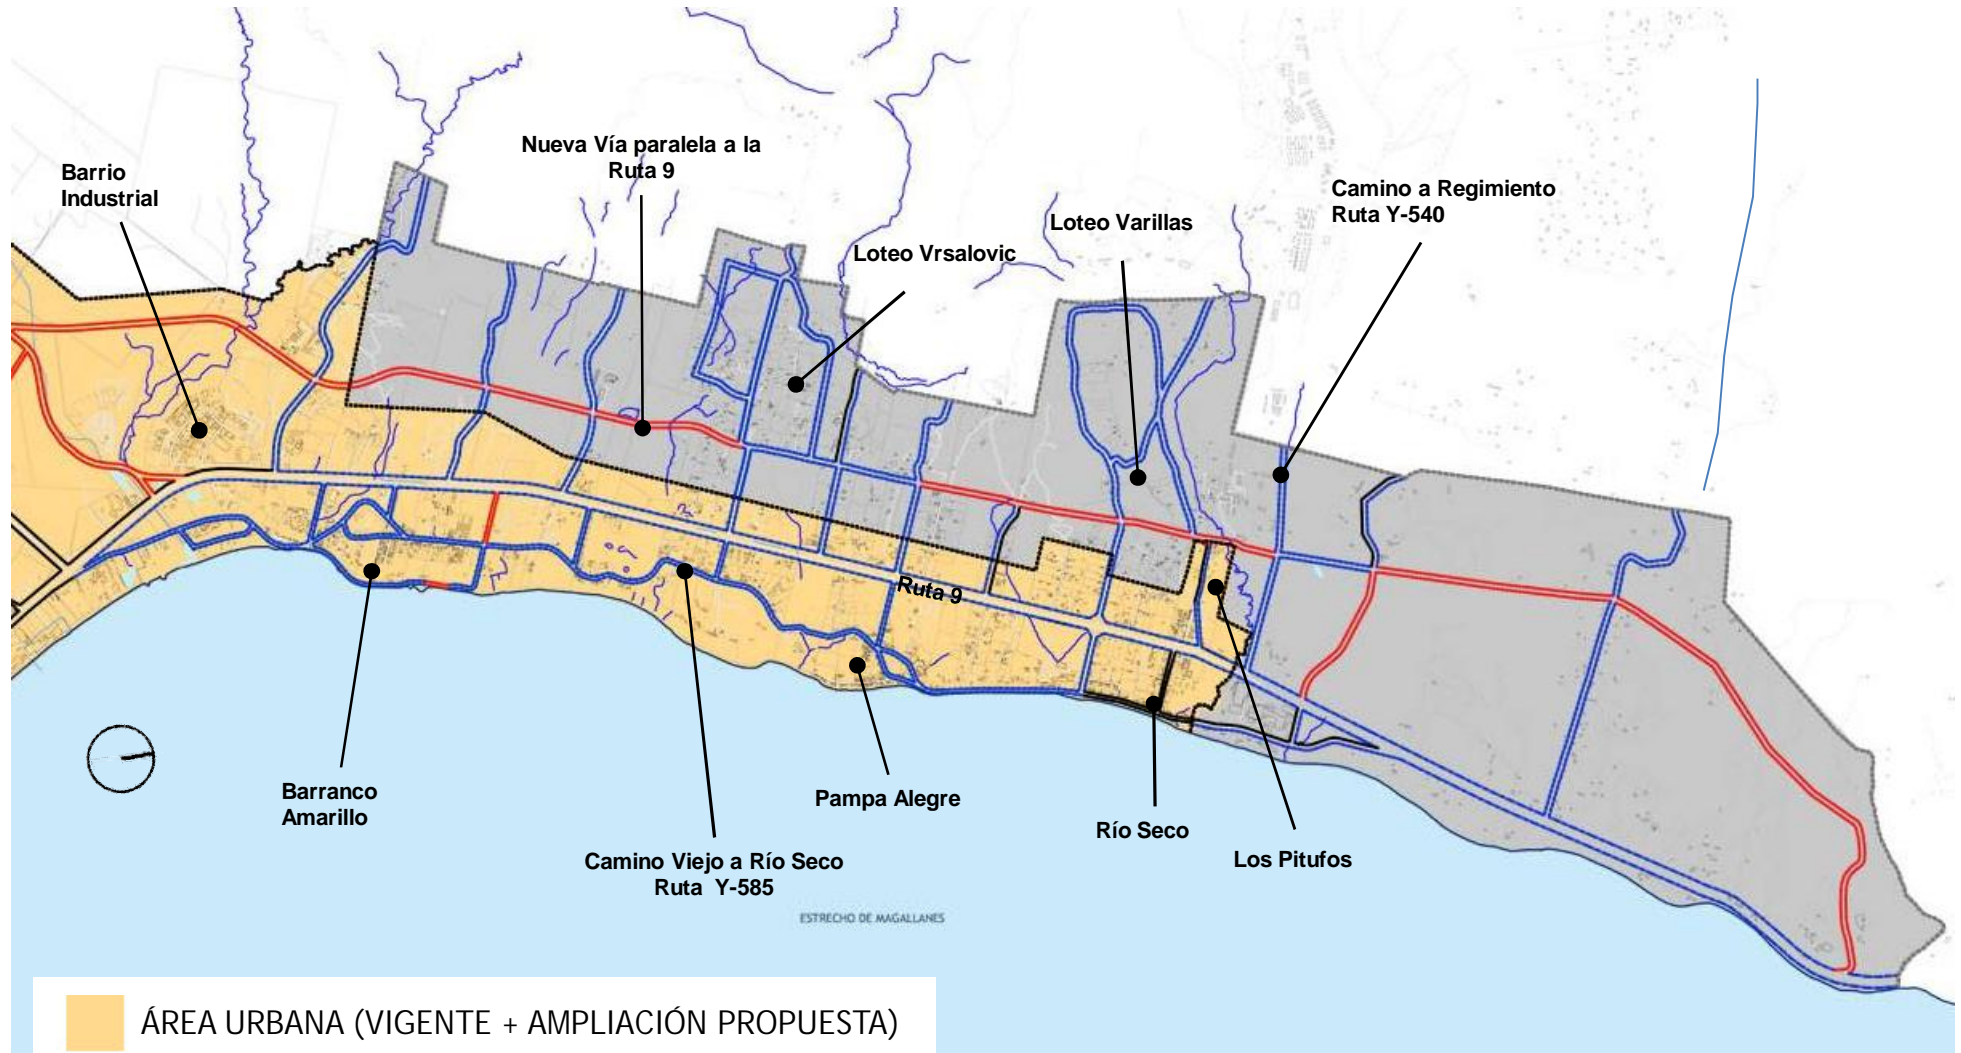 Nueva Vía paralela a la
Ruta 9
Barrio
Industrial
Camino a Regimiento
Ruta Y-540
Loteo Varillas
Loteo Vrsalovic
Ruta 9
Barranco
Amarillo
Pampa Alegre
Río Seco
Camino Viejo a Río Seco
Ruta Y-585
Los Pitufos
ESTRECHO DE MAGALLANES
ÁREA URBANA (VIGENTE + AMPLIACIÓN PROPUESTA)